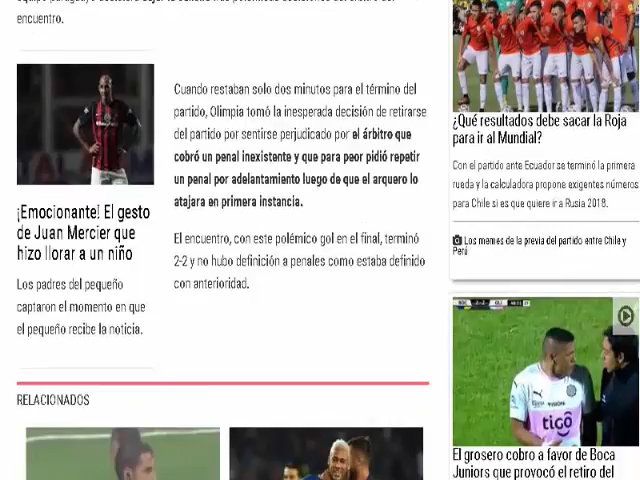 encuentro.
Cuando restaban solo dos minutos para el término del
partido, Olimpia tomó la inesperada decisión de retirarse
del partido por sentirse perjudicado por el árbitro que
cobró un penal inexistente y que para peor pidió repetir
un penal por adelantamiento luego de que el arquero lo
atajara en primera instancia.
El encuentro, con este polémico gol en el final, terminó
2-2 y no hubo definición a penales como estaba definido
con anterioridad.
¡Emocionante! El gesto
de Juan Mercier que
hizo llorar a un niño
Los padres del pequeño
captaron el momento en que
el pequeño recibe la noticia.
RELACIONADOS
¿Qué resultados debe sacar la Roja
para ir al Mundial?
Con el partido ante Ecuador se terminó la primera
rueda y la calculadora propone exigentes números
para Chile si es que quiere ir a Rusia 2018.
Los memes de la previa del partido entre Chile y
Perú
tigo
El grosero cobro a favor de Boca
Juniors que provocó el retiro del